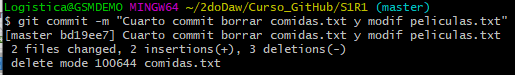 Logistica@GSMDEMO MINGW64 ~/2doDaw/Curso_GitHub/S1R1 (master)
$ git commit -m "Cuarto commit borrar comidas.txt y modif peliculas.txt"
[master bd19ee7] Cuarto commit borrar comidas.txt y modif peliculas.txt
 2 files changed, 2 insertions(+), 3 deletions(-)
 delete mode 100644 comidas.txt